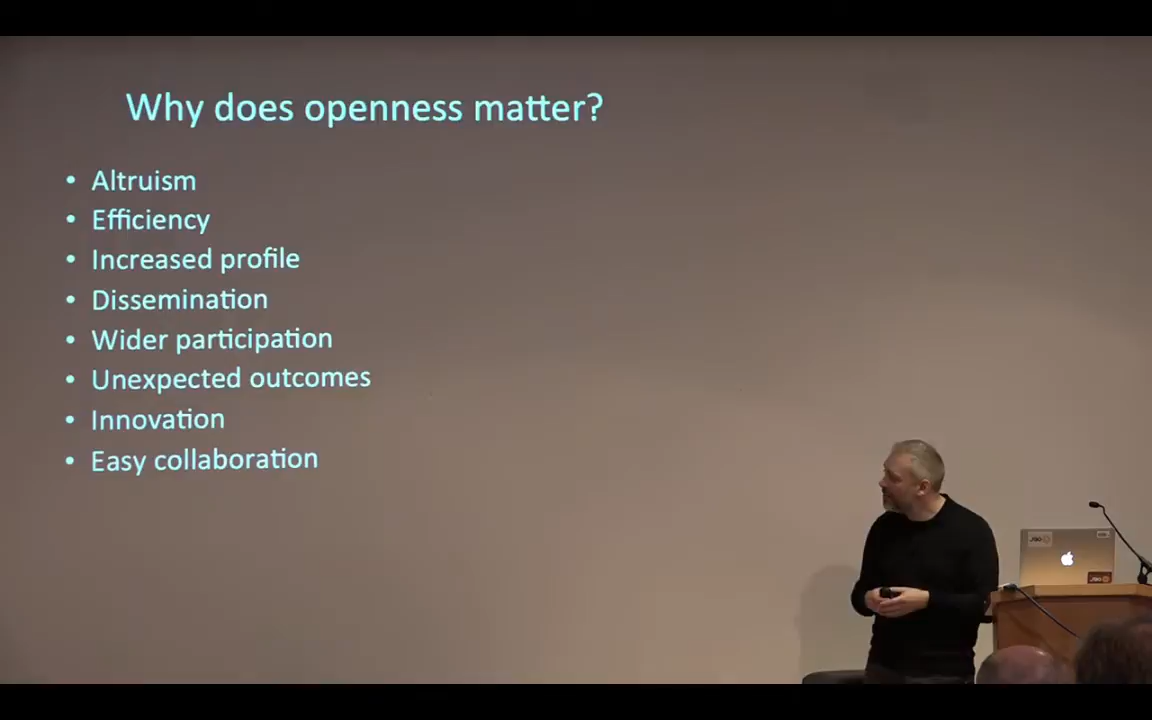 Why does openness matter?
• Altruism
• Efficiency
• Increased profile
• Dissemination
• Wider participation
• Unexpected outcomes
• Innovation
• Easy collaboration